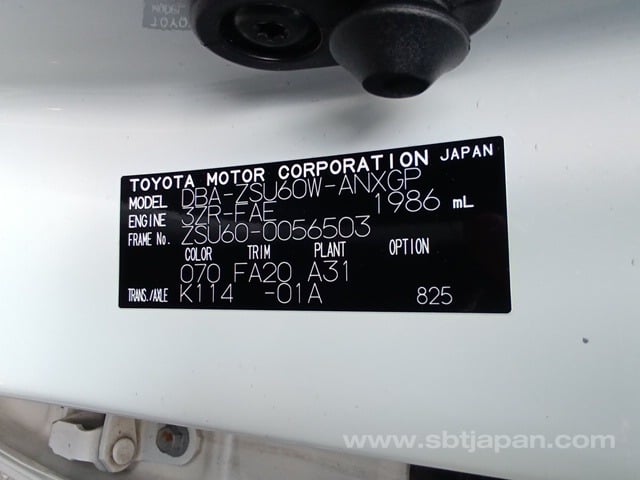 TOYOTA MOTOR CORPORATION JAPAN
MODEL DBA-ZSU60W-ANXGP
ENGINE 3ZR-FAE 1986 mL
FRAME No. ZSU60-0056503
COLOR TRIM PLANT OPTION
070 FA20 A31
TRANS./AXLE K114 -01A 825
www.sbtjapan.com